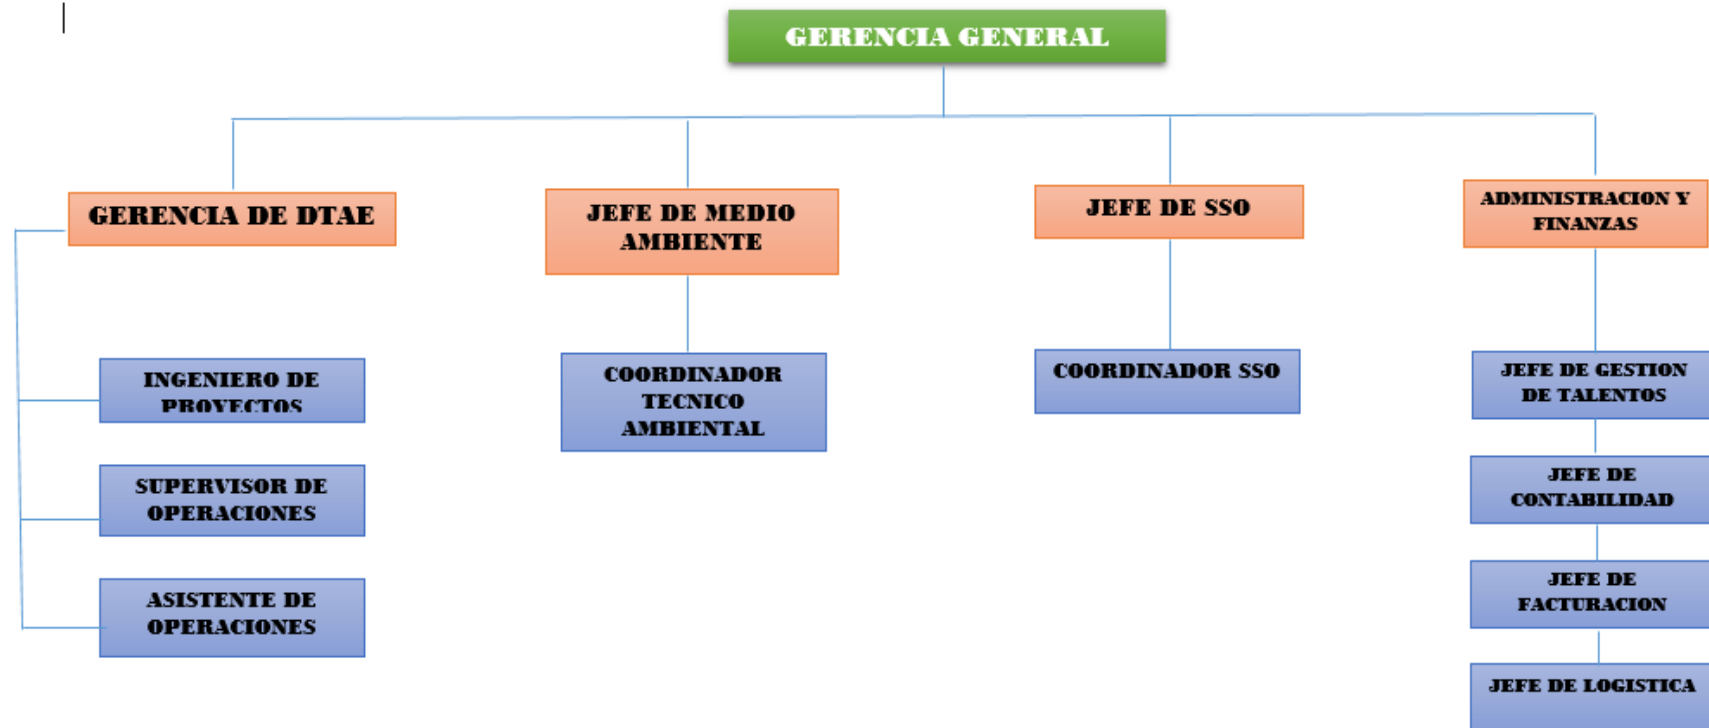 GERENCIA GENERAL
GERENCIA DE DTAE
JEFE DE MEDIO
AMBIENTE
JEFE DE SSO
ADMINISTRACION Y
FINANZAS
INGENIERO DE
PROYECTOS
SUPERVISOR DE
OPERACIONES
ASISTENTE DE
OPERACIONES
COORDINADOR
TECNICO
AMBIENTAL
COORDINADOR SSO
JEFE DE GESTION
DE TALENTOS
JEFE DE
CONTABILIDAD
JEFE DE
FACTURACION
JEFE DE LOGISTICA